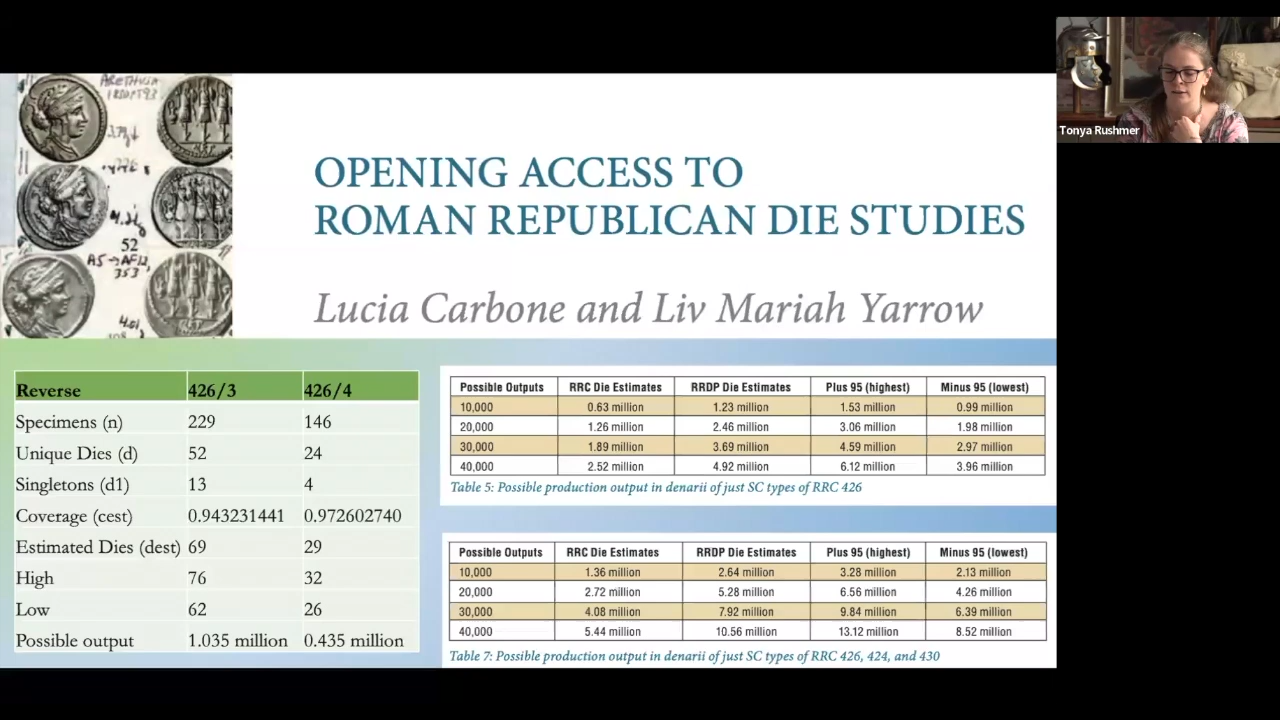 OPENING ACCESS TO
ROMAN REPUBLICAN DIE STUDIES
Lucia Carbone and Liv Mariah Yarrow
Tonya Rushmer
52
353
Reverse 426/3 426/4
Specimens (n) 229 146
Unique Dies (d) 52 24
Singletons (d1) 13 4
Coverage (cest) 0.943231441 0.972602740
Estimated Dies (dest) 69 29
High 76 32
Low 62 26
Possible output 1.035 million 0.435 million
Possible Outputs RRC Die Estimates RRDP Die Estimates Plus 95 (highest) Minus 95 (lowest)
10,000 0.63 million 1.23 million 1.53 million 0.99 million
20,000 1.26 million 2.46 million 3.06 million 1.98 million
30,000 1.89 million 3.69 million 4.59 million 2.97 million
40,000 2.52 million 4.92 million 6.12 million 3.96 million
Table 5: Possible production output in denarii of just SC types of RRC 426
Possible Outputs RRC Die Estimates RRDP Die Estimates Plus 95 (highest) Minus 95 (lowest)
10,000 1.36 million 2.64 million 3.28 million 2.13 million
20,000 2.72 million 5.28 million 6.56 million 4.26 million
30,000 4.08 million 7.92 million 9.84 million 6.39 million
40,000 5.44 million 10.56 million 13.12 million 8.52 million
Table 7: Possible production output in denarii of just SC types of RRC 426, 424, and 430